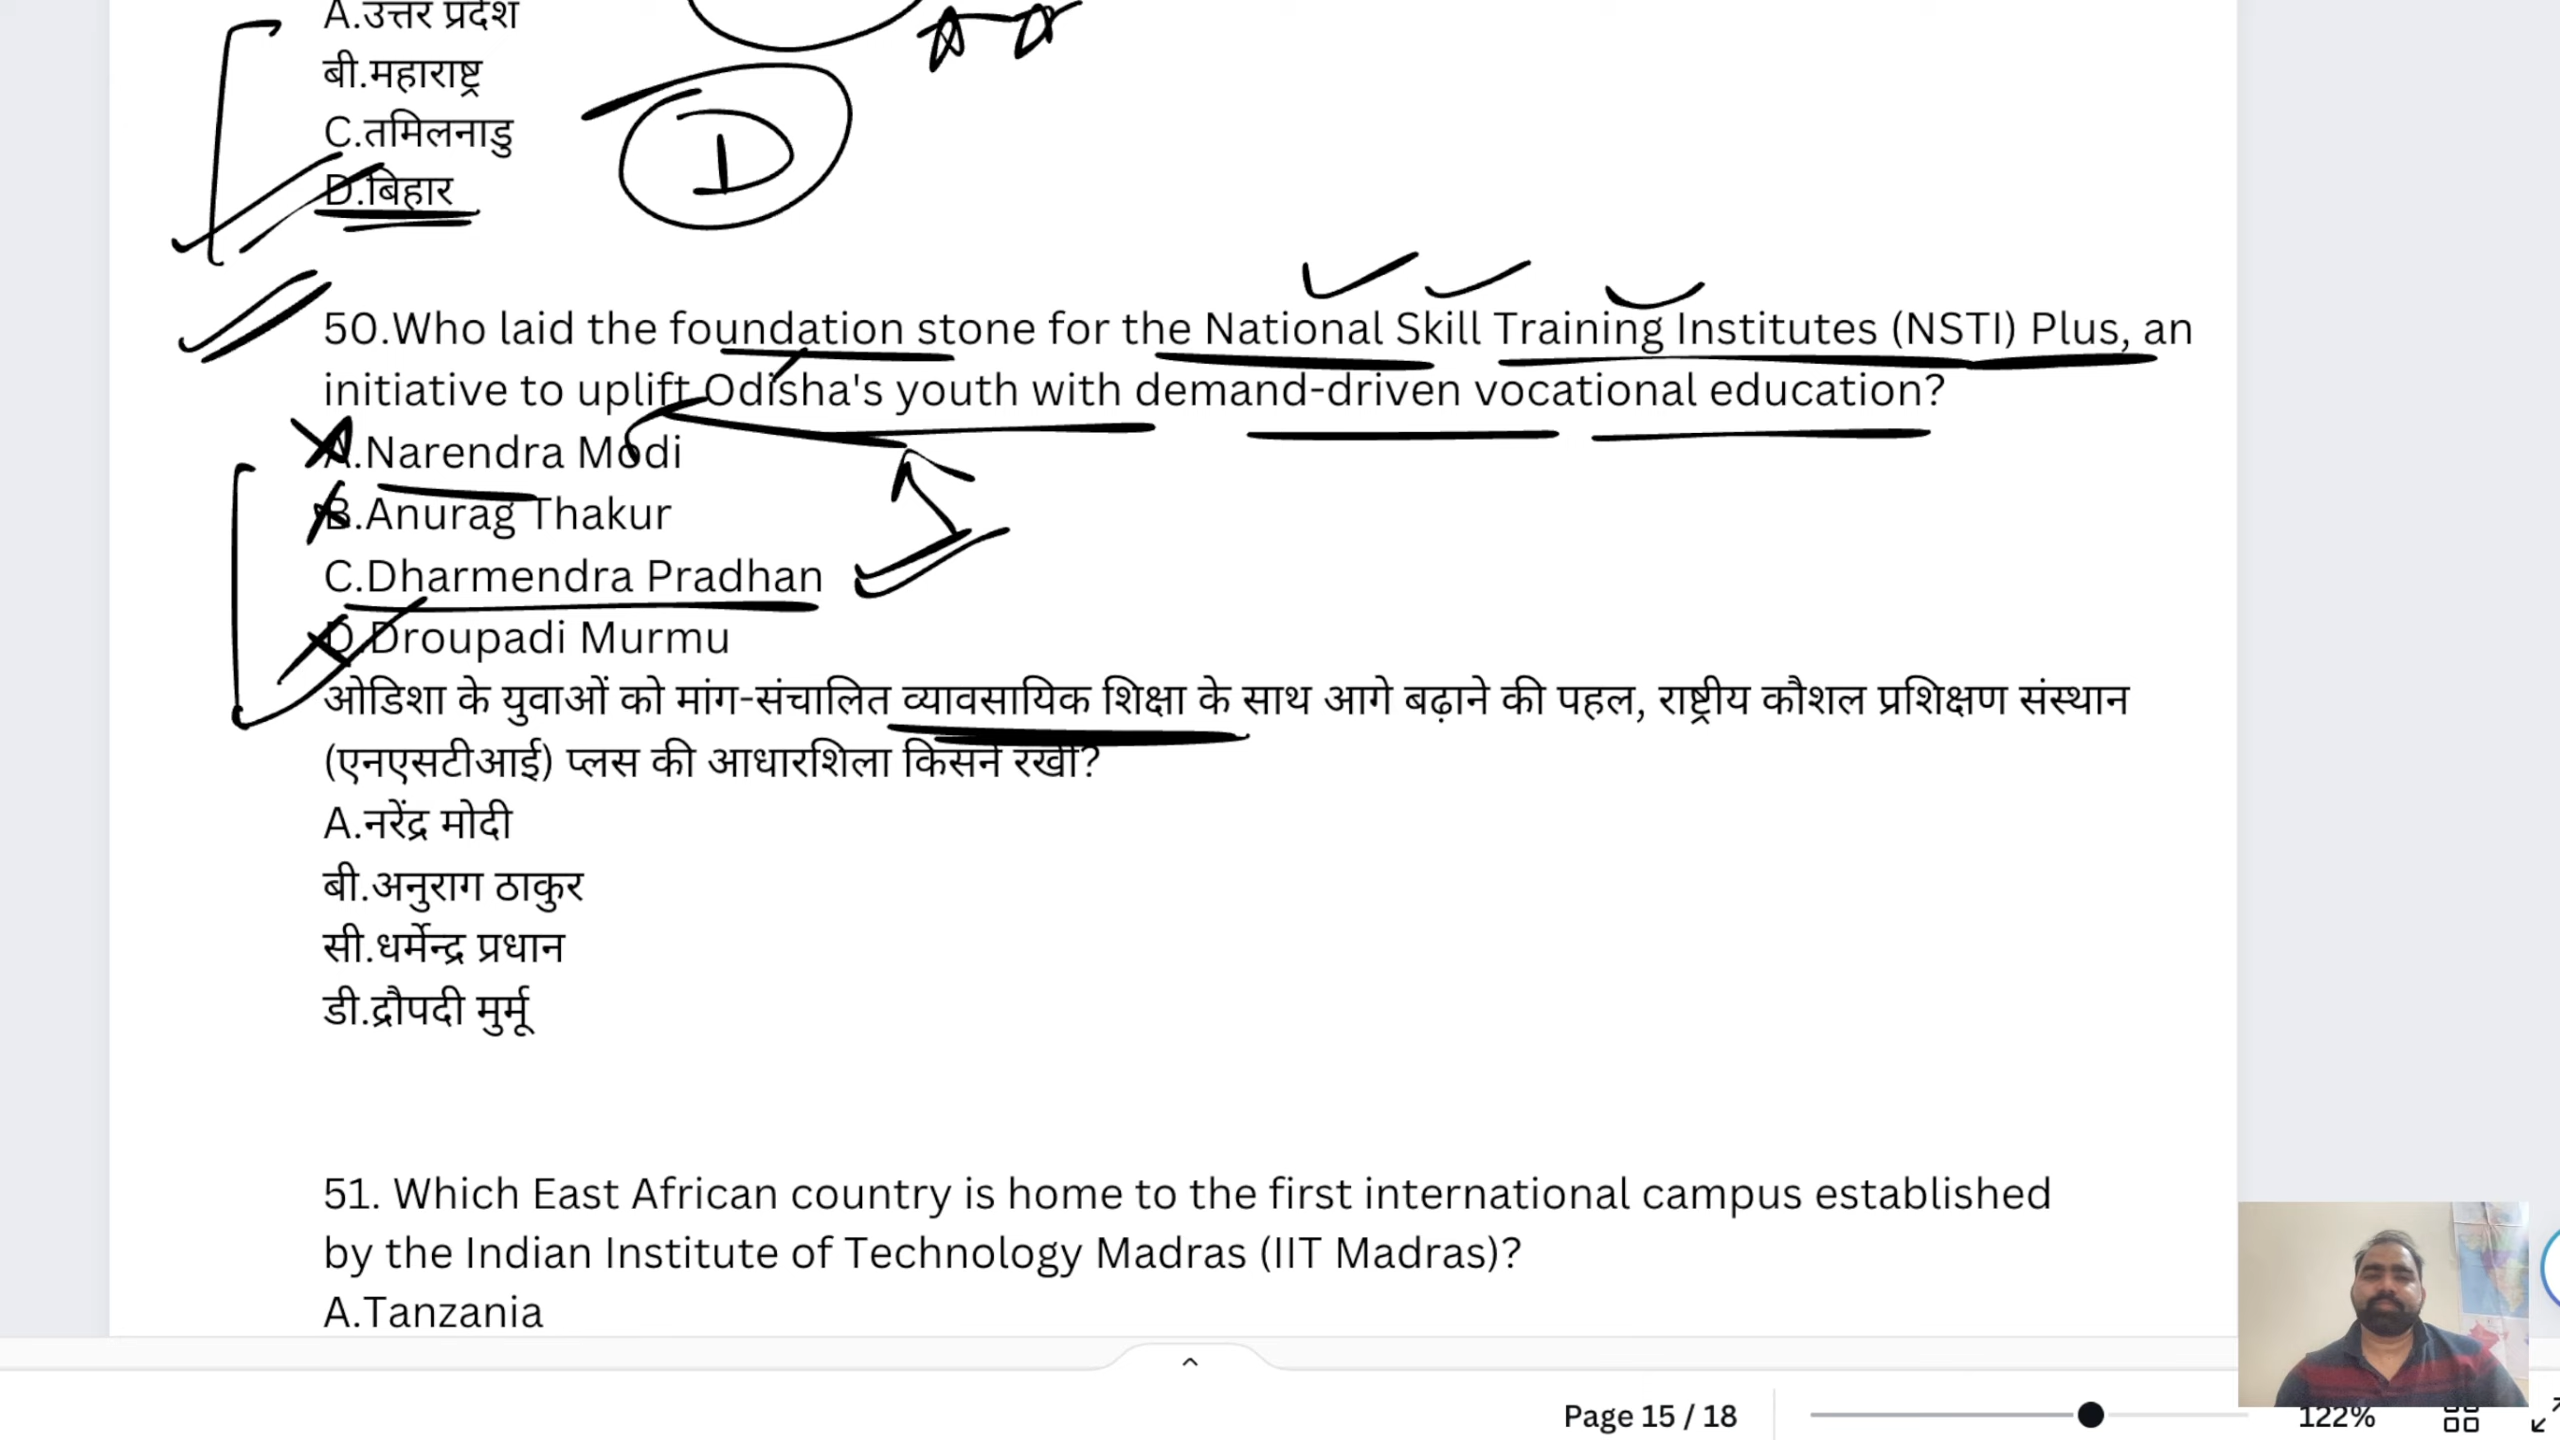 A.उत्तर प्रदेश
बी.महाराष्ट्र
C.तमिलनाडु
D.बिहार
D
50.Who laid the foundation stone for the National Skill Training Institutes (NSTI) Plus, an
initiative to uplift Odisha's youth with demand-driven vocational education?
A.Narendra Modi
B.Anurag Thakur
C.Dharmendra Pradhan
D.Droupadi Murmu
ओडिशा के युवाओं को मांग-संचालित व्यावसायिक शिक्षा के साथ आगे बढ़ाने की पहल, राष्ट्रीय कौशल प्रशिक्षण संस्थान
(एनएसटीआई) प्लस की आधारशिला किसने रखी?
A.नरेंद्र मोदी
बी.अनुराग ठाकुर
सी.धर्मेन्द्र प्रधान
डी.द्रौपदी मुर्मू
51. Which East African country is home to the first international campus established
by the Indian Institute of Technology Madras (IIT Madras)?
A.Tanzania
Page 15 / 18
122%